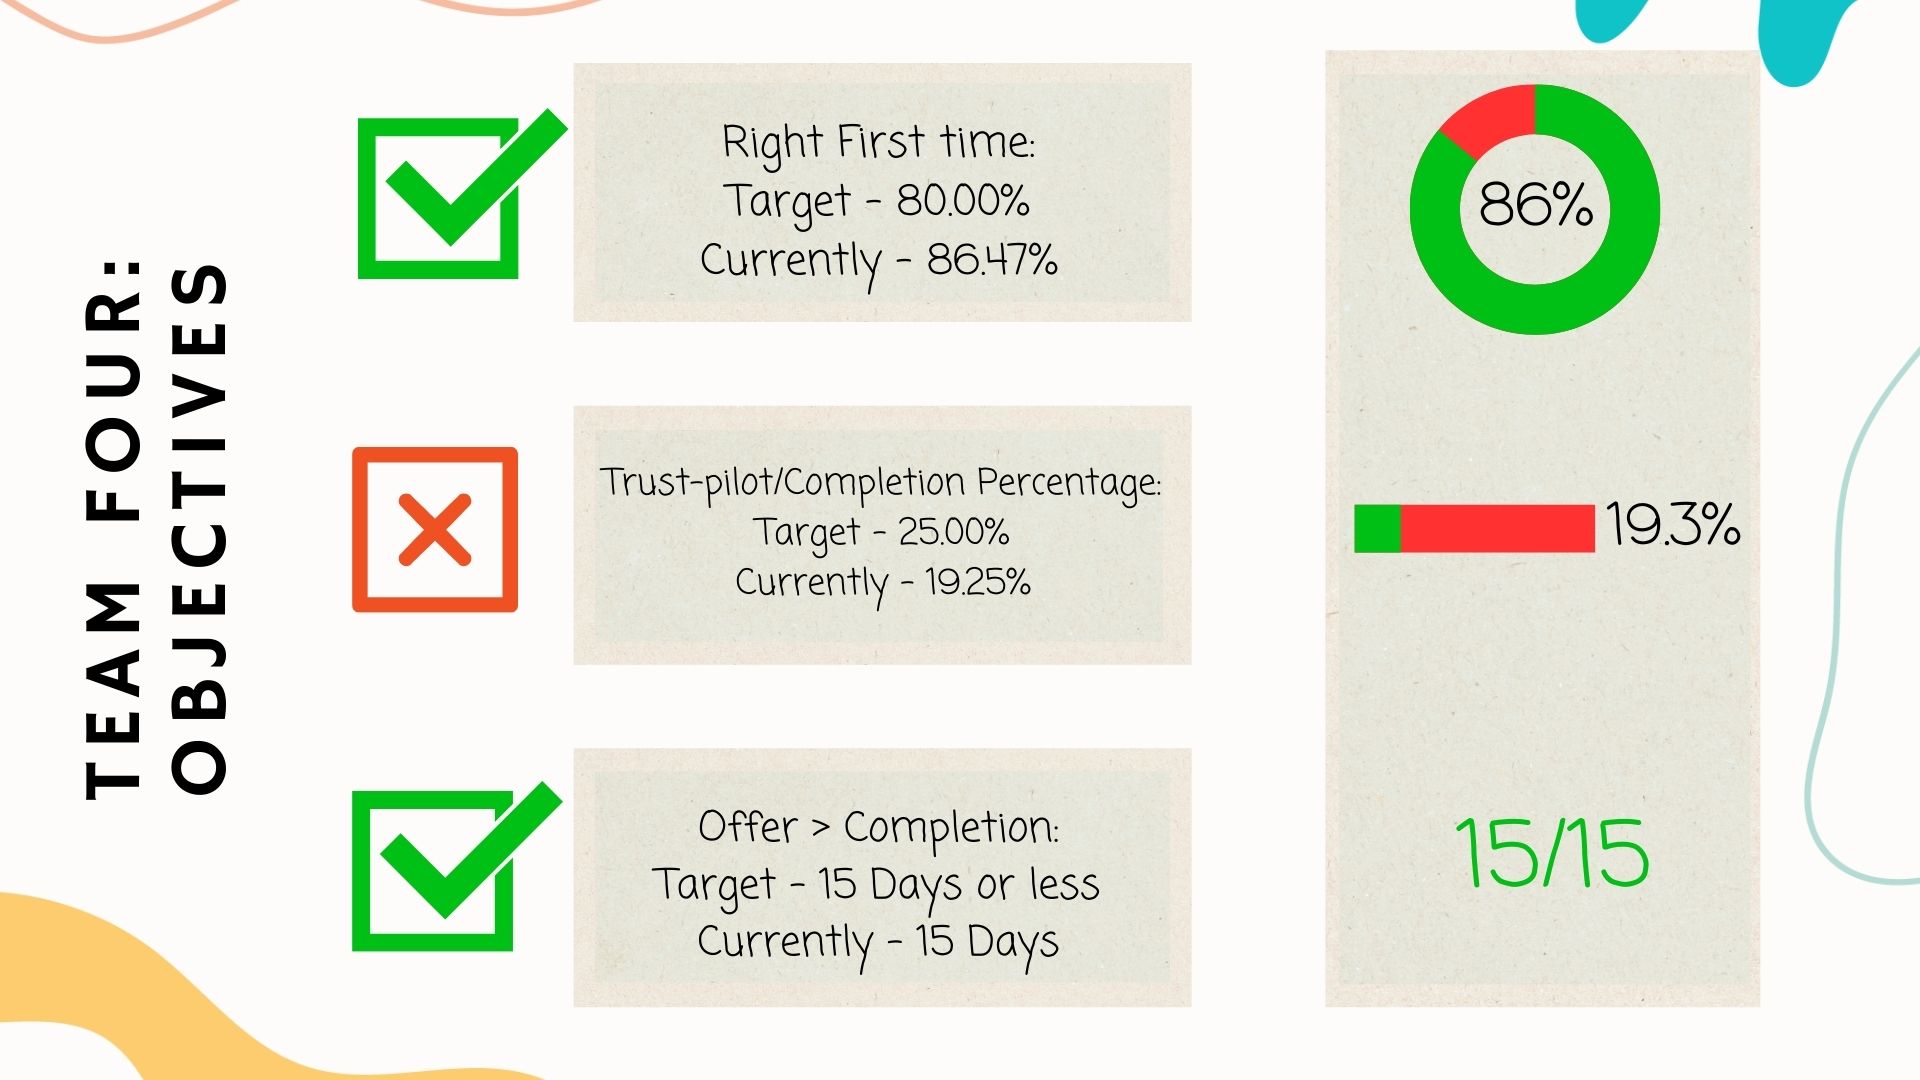 TEAM FOUR:
OBJECTIVES
Right First time:
Target - 80.00%
Currently - 86.47%
86%
Trust-pilot/Completion Percentage:
Target - 25.00%
Currently - 19.25%
19.3%
Offer > Completion:
Target - 15 Days or less
Currently - 15 Days
15/15